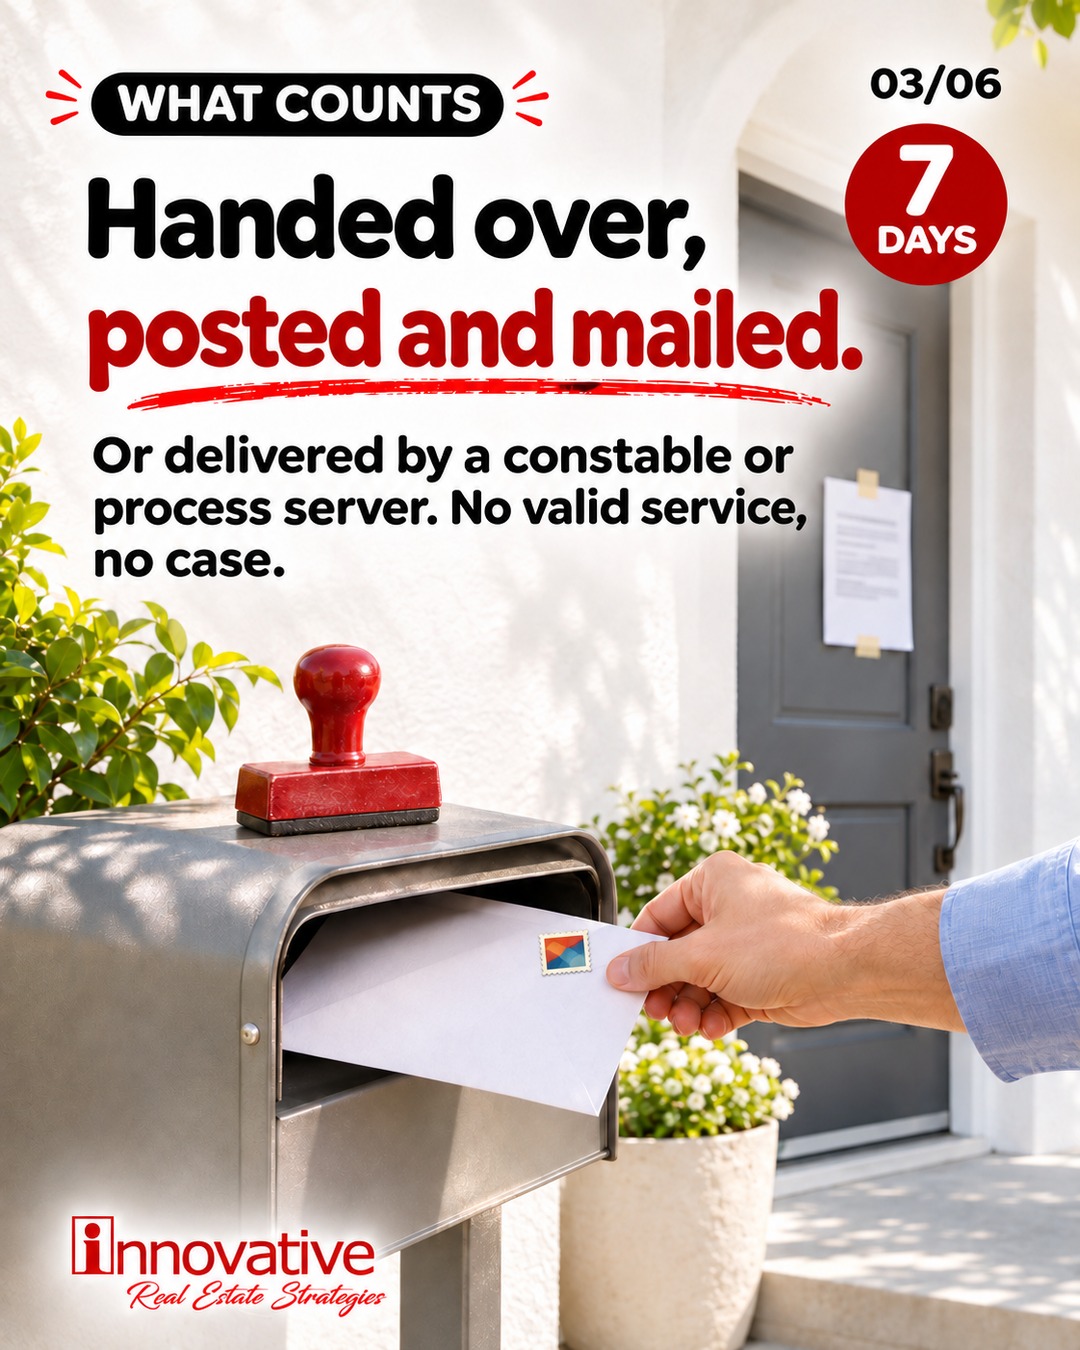 WHAT COUNTS
03/06
7
DAYS
Handed over,
posted and mailed.
Or delivered by a constable or
process server. No valid service,
no case.
innovative
Real Estate Strategies